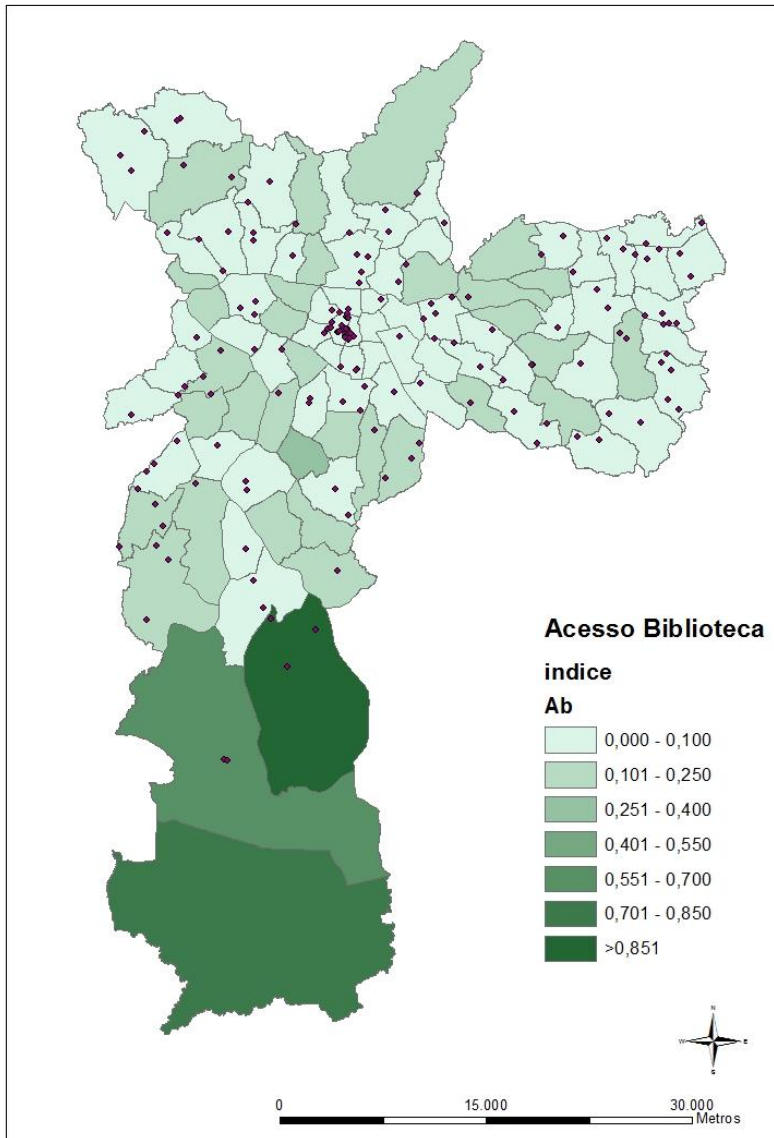 Acesso Biblioteca
indice
Ab
0,000 - 0,100
0,101 - 0,250
0,251 - 0,400
0,401 - 0,550
0,551 - 0,700
0,701 - 0,850
>0,851
N
W E
S
0 15.000 30.000
Metros